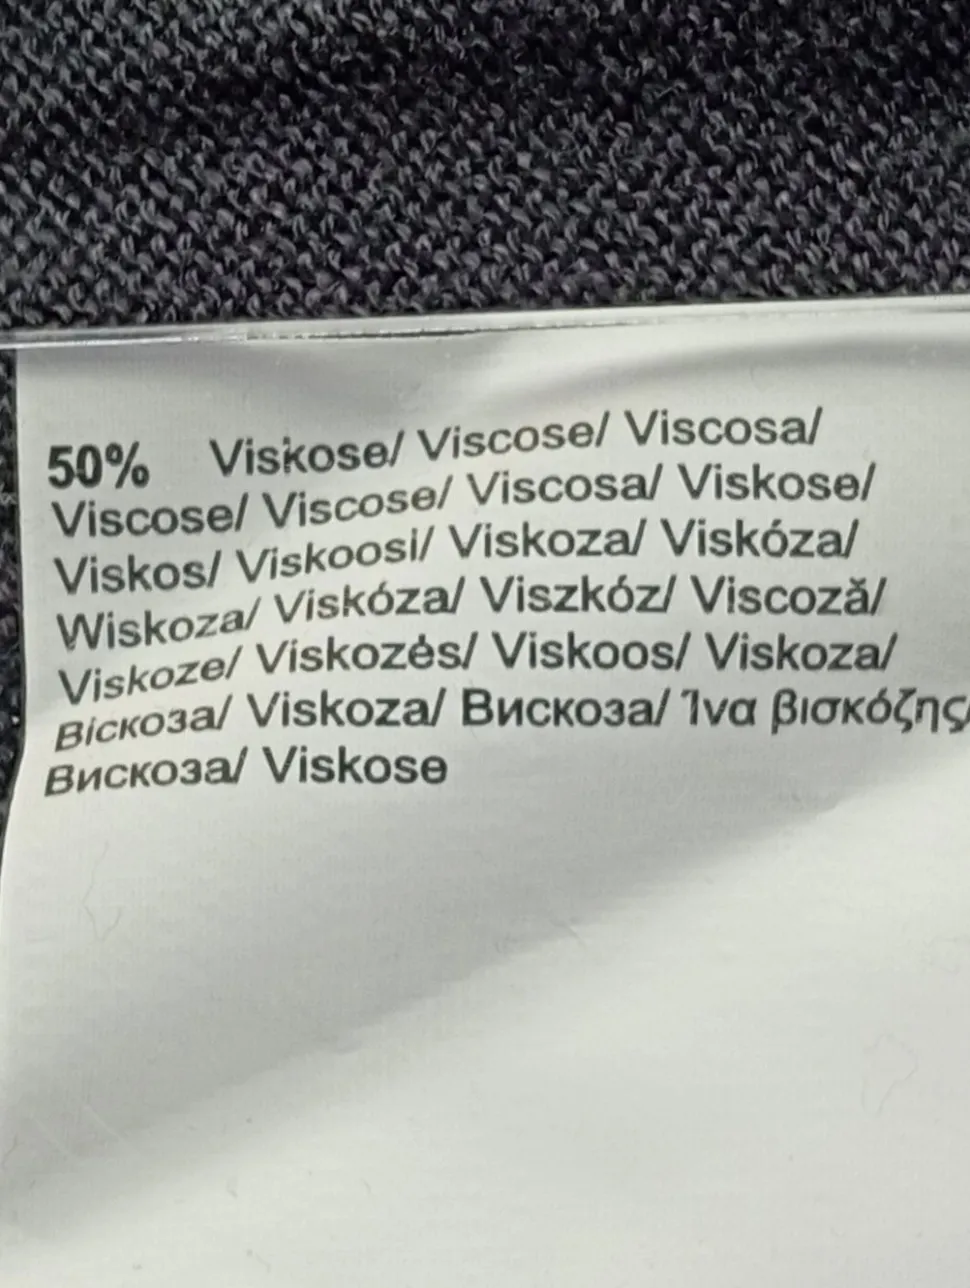 50% Viskose/ Viscose/ Viscosa/
Viscose/ Viscose/ Viscosa/ Viskose/
Viskos/ Viskoosi/ Viskoza/ Viskóza/
Wiskoza/ Viskóza/ Viszkóz/ Viscoză/
Viskoze/ Viskozės/ Viskoos/ Viskoza/
Віскоза/ Viskoza/ Вискоза/ Ίνα βισκόζης/
Вискоза/ Viskose